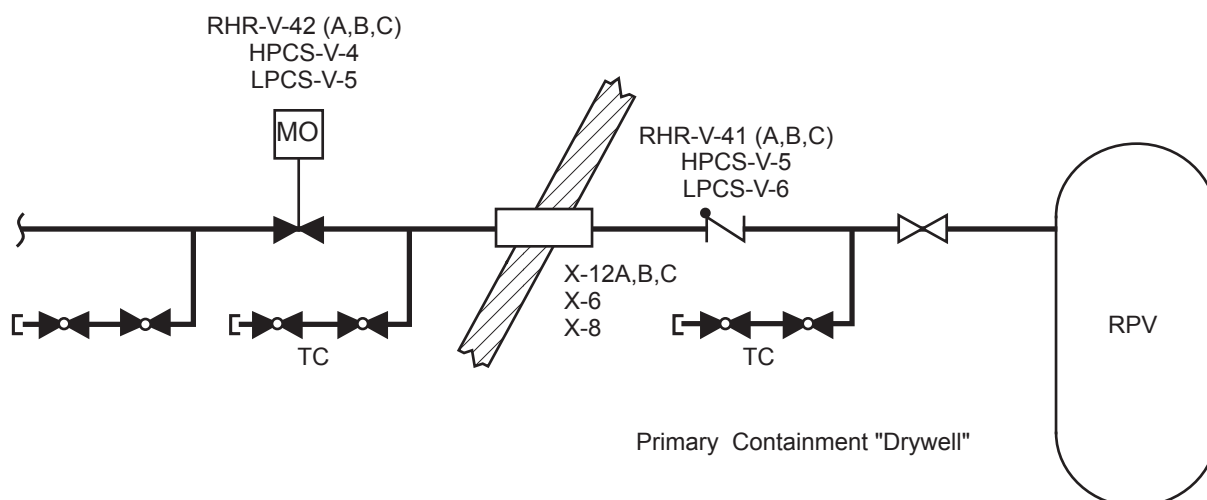 RHR-V-42 (A,B,C)
HPCS-V-4
LPCS-V-5
MO
RHR-V-41 (A,B,C)
HPCS-V-5
LPCS-V-6
X-12A,B,C
X-6
X-8
TC
TC
RPV
Primary Containment "Drywell"